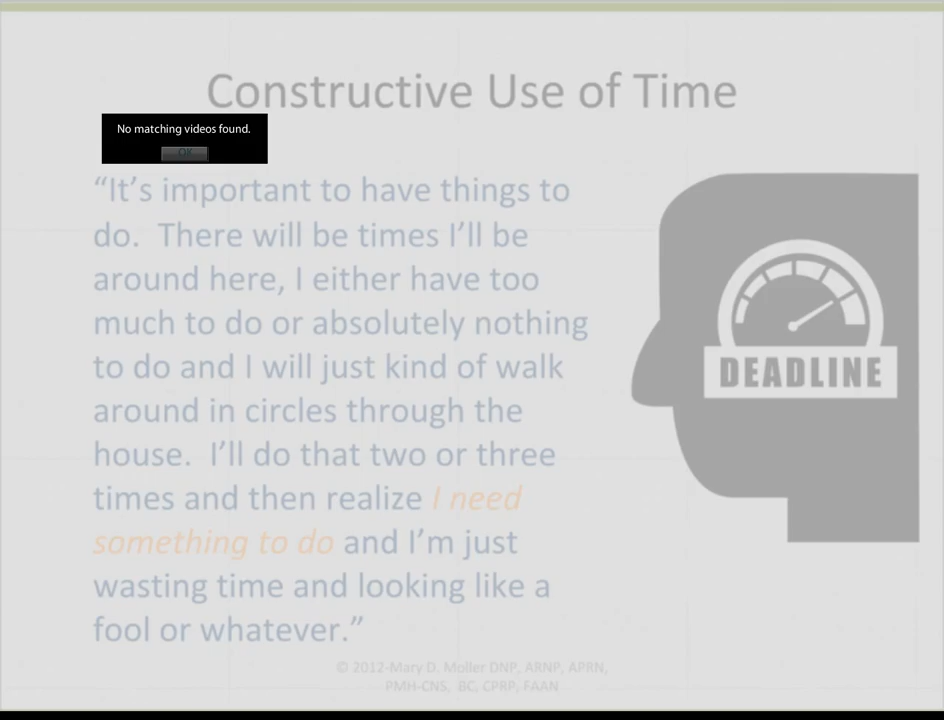 Constructive Use of Time
No matching videos found.
OK
“It’s important to have things to
do.  There will be times I’ll be
around here, I either have too
much to do or absolutely nothing
to do and I will just kind of walk
around in circles through the
house.  I’ll do that two or three
times and then realize I need
something to do and I’m just
wasting time and looking like a
fool or whatever.”
DEADLINE
© 2012-Mary D. Moller DNP, ARNP, APRN,
PMH-CNS,  BC, CPRP, FAAN